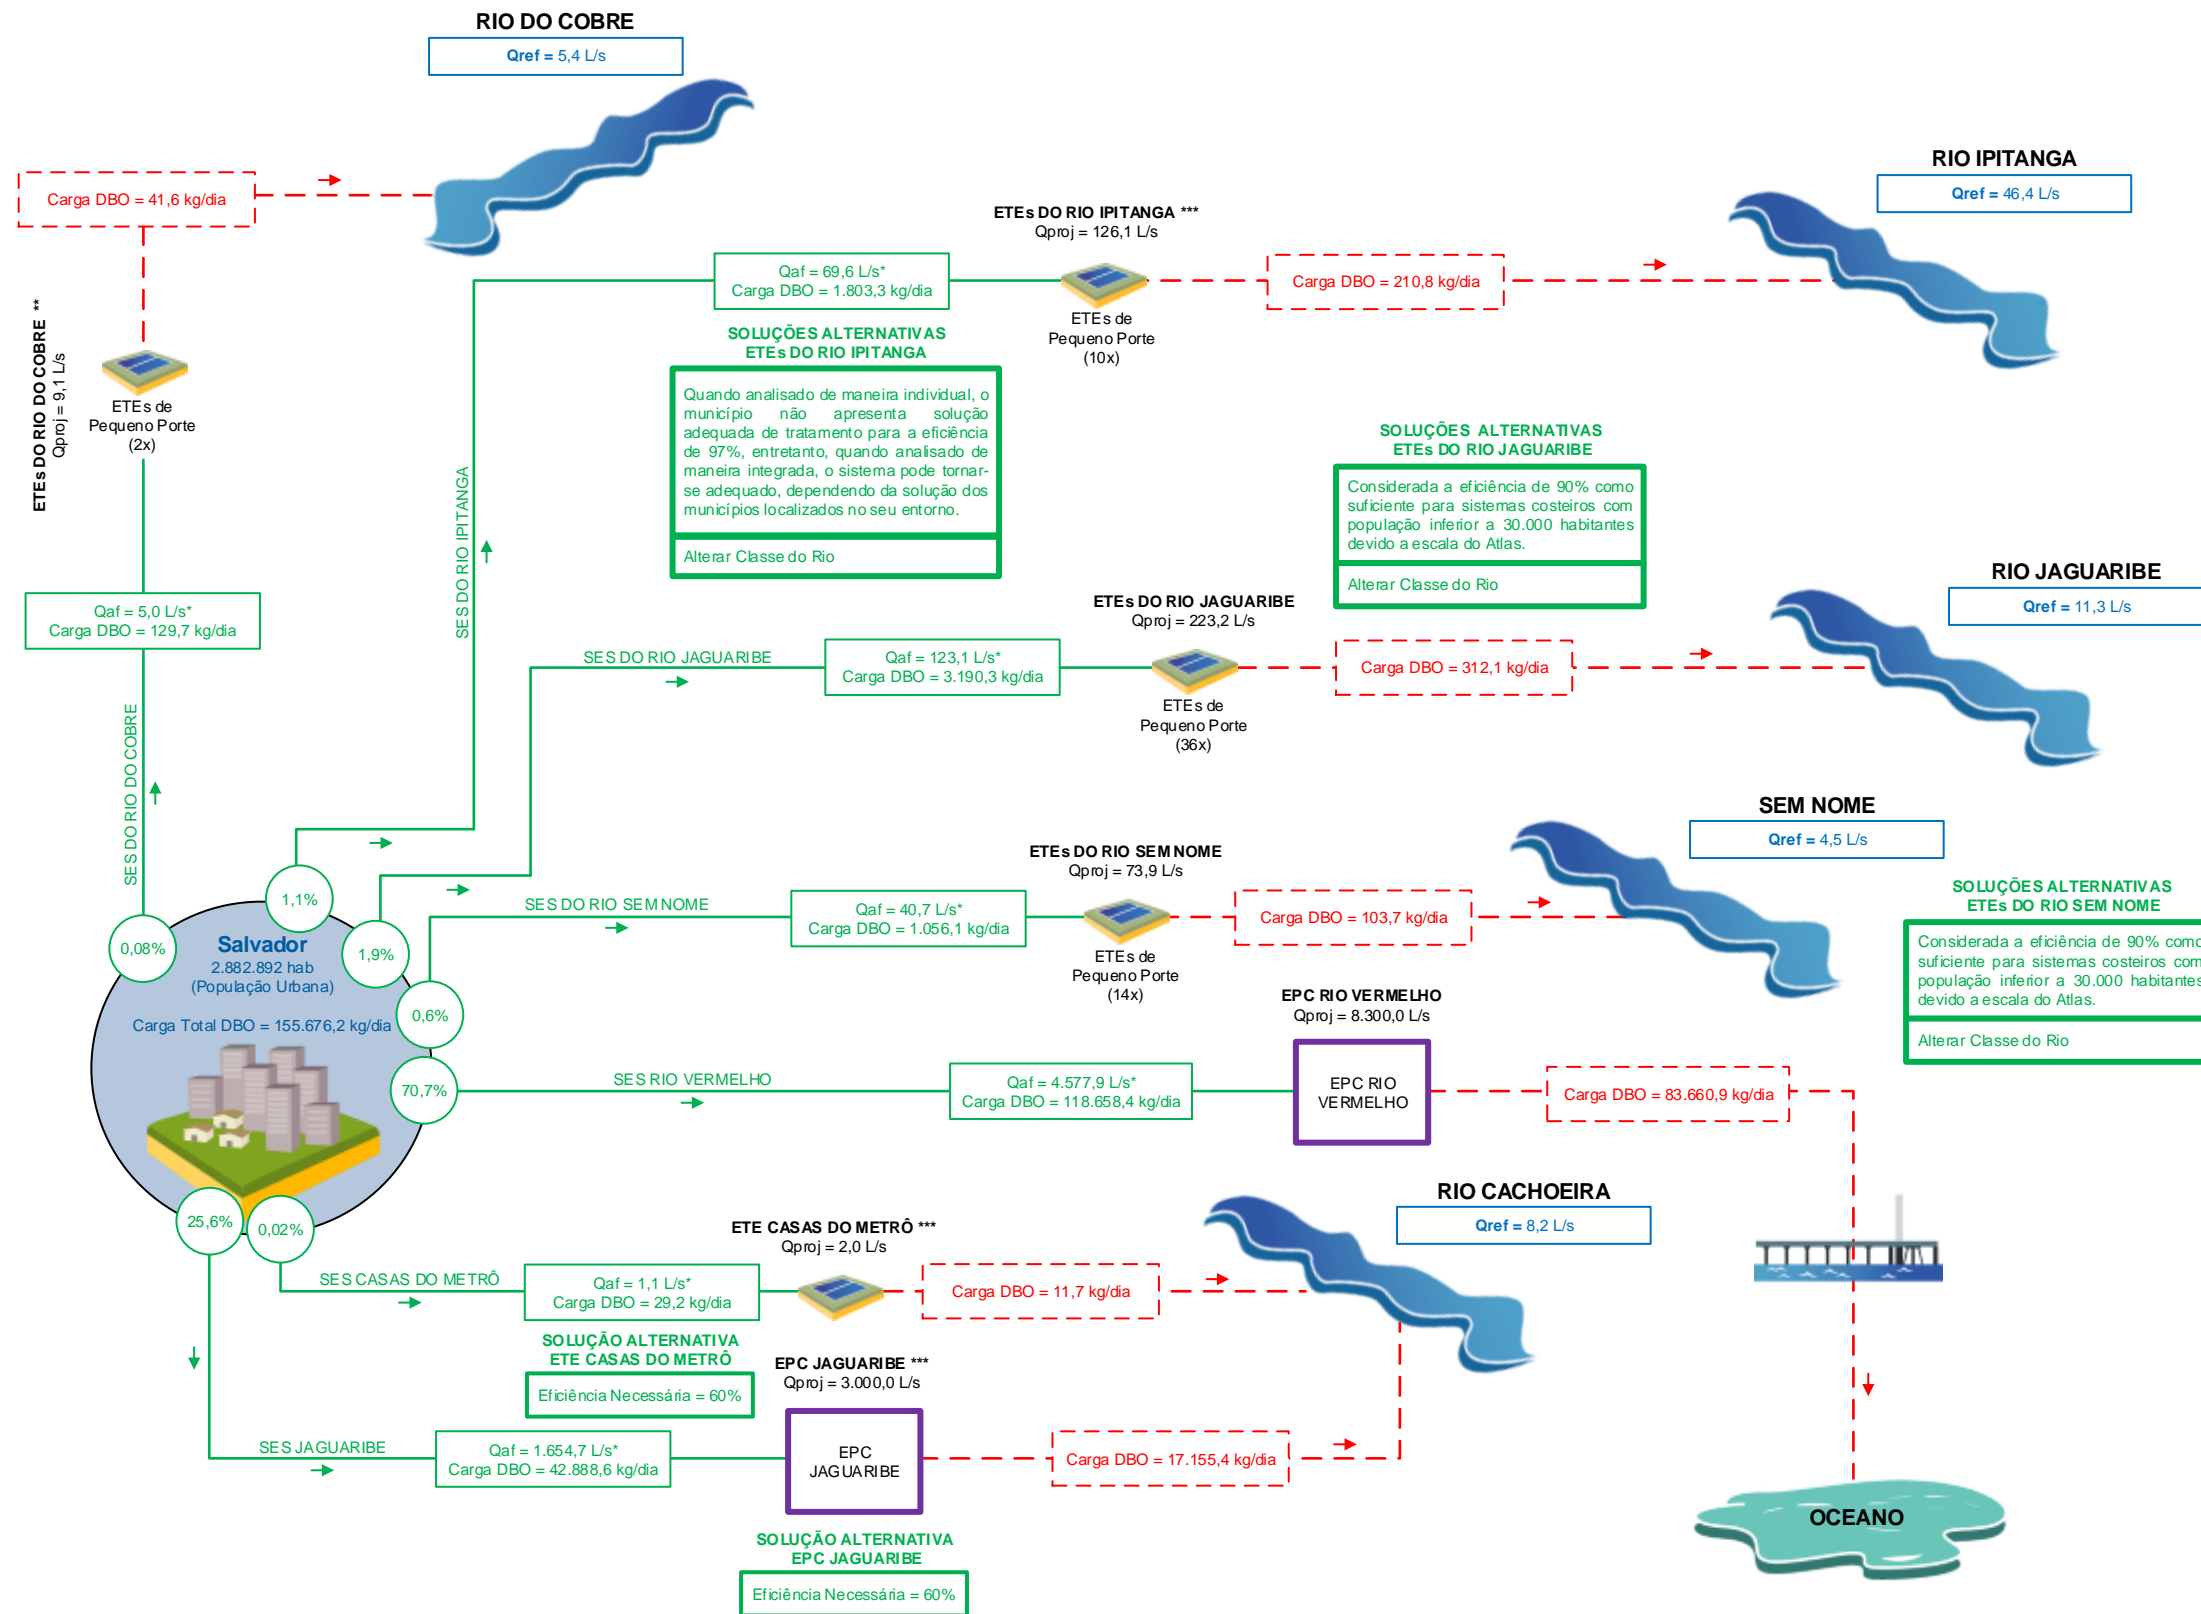 RIO DO COBRE
Qref = 5,4 L/s
Carga DBO = 41,6 kg/dia
ETEs DO RIO DO COBRE **
Qproj = 9,1 L/s
ETEs de
Pequeno Porte
(2x)
Qaf = 5,0 L/s*
Carga DBO = 129,7 kg/dia
SES DO RIO DO COBRE
RIO IPITANGA
Qref = 46,4 L/s
ETEs DO RIO IPITANGA ***
Qproj = 126,1 L/s
Qaf = 69,6 L/s*
Carga DBO = 1.803,3 kg/dia
ETEs de
Pequeno Porte
(10x)
Carga DBO = 210,8 kg/dia
SES DO RIO IPITANGA
SOLUÇÕES ALTERNATIVAS
ETEs DO RIO IPITANGA
Quando analisado de maneira individual, o
município não apresenta solução
adequada de tratamento para a eficiência
de 97%, entretanto, quando analisado de
maneira integrada, o sistema pode tornar-
se adequado, dependendo da solução dos
municípios localizados no seu entorno.
Alterar Classe do Rio
SOLUÇÕES ALTERNATIVAS
ETEs DO RIO JAGUARIBE
Considerada a eficiência de 90% como
suficiente para sistemas costeiros com
população inferior a 30.000 habitantes
devido a escala do Atlas.
Alterar Classe do Rio
RIO JAGUARIBE
Qref = 11,3 L/s
ETEs DO RIO JAGUARIBE
Qproj = 223,2 L/s
SES DO RIO JAGUARIBE
Qaf = 123,1 L/s*
Carga DBO = 3.190,3 kg/dia
ETEs de
Pequeno Porte
(36x)
Carga DBO = 312,1 kg/dia
SEM NOME
Qref = 4,5 L/s
ETEs DO RIO SEM NOME
Qproj = 73,9 L/s
SES DO RIO SEM NOME
Qaf = 40,7 L/s*
Carga DBO = 1.056,1 kg/dia
ETEs de
Pequeno Porte
(14x)
Carga DBO = 103,7 kg/dia
SOLUÇÕES ALTERNATIVAS
ETEs DO RIO SEM NOME
Considerada a eficiência de 90% como
suficiente para sistemas costeiros com
população inferior a 30.000 habitantes
devido a escala do Atlas.
Alterar Classe do Rio
0,08%
1,1%
1,9%
0,6%
70,7%
25,6%
0,02%
Salvador
2.882.892 hab
(População Urbana)
Carga Total DBO = 155.676,2 kg/dia
EPC RIO VERMELHO
Qproj = 8.300,0 L/s
SES RIO VERMELHO
Qaf = 4.577,9 L/s*
Carga DBO = 118.658,4 kg/dia
EPC RIO
VERMELHO
Carga DBO = 83.660,9 kg/dia
RIO CACHOEIRA
Qref = 8,2 L/s
ETE CASAS DO METRÔ ***
Qproj = 2,0 L/s
SES CASAS DO METRÔ
Qaf = 1,1 L/s*
Carga DBO = 29,2 kg/dia
Carga DBO = 11,7 kg/dia
SOLUÇÃO ALTERNATIVA
ETE CASAS DO METRÔ
Eficiência Necessária = 60%
EPC JAGUARIBE ***
Qproj = 3.000,0 L/s
SES JAGUARIBE
Qaf = 1.654,7 L/s*
Carga DBO = 42.888,6 kg/dia
EPC
JAGUARIBE
Carga DBO = 17.155,4 kg/dia
SOLUÇÃO ALTERNATIVA
EPC JAGUARIBE
Eficiência Necessária = 60%
OCEANO